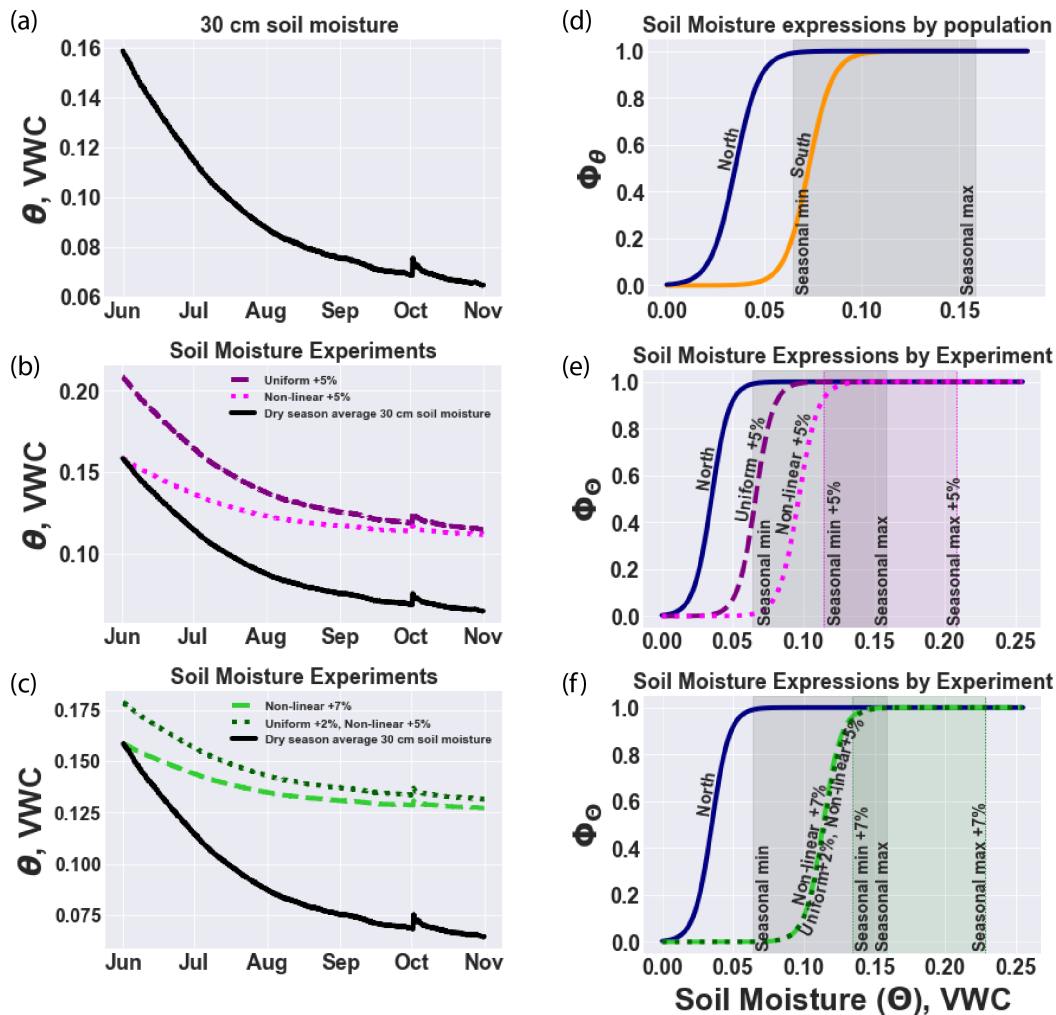 (a)
30 cm soil moisture
θ, VWC
0.16
0.14
0.12
0.10
0.08
0.06
Jun Jul Aug Sep Oct Nov
(d)
Soil Moisture expressions by population
Φθ
1.0
0.8
0.6
0.4
0.2
0.0
North
South
Seasonal min
Seasonal max
0.00 0.05 0.10 0.15
(b)
Soil Moisture Experiments
θ, VWC
0.20
0.15
0.10
Uniform +5%
Non-linear +5%
Dry season average 30 cm soil moisture
Jun Jul Aug Sep Oct Nov
(e)
Soil Moisture Expressions by Experiment
ΦΘ
1.0
0.8
0.6
0.4
0.2
0.0
North
Uniform +5%
Seasonal min
Non-linear +5%
Seasonal min +5%
Seasonal max
Seasonal max +5%
0.00 0.05 0.10 0.15 0.20 0.25
(c)
Soil Moisture Experiments
θ, VWC
0.175
0.150
0.125
0.100
0.075
Non-linear +7%
Uniform +2%, Non-linear +5%
Dry season average 30 cm soil moisture
Jun Jul Aug Sep Oct Nov
(f)
Soil Moisture Expressions by Experiment
ΦΘ
1.0
0.8
0.6
0.4
0.2
0.0
North
Seasonal min
Non-linear +7%
Uniform+2%, Non-linear+5%
Seasonal min +7%
Seasonal max
Seasonal max +7%
0.00 0.05 0.10 0.15 0.20 0.25
Soil Moisture (Θ), VWC